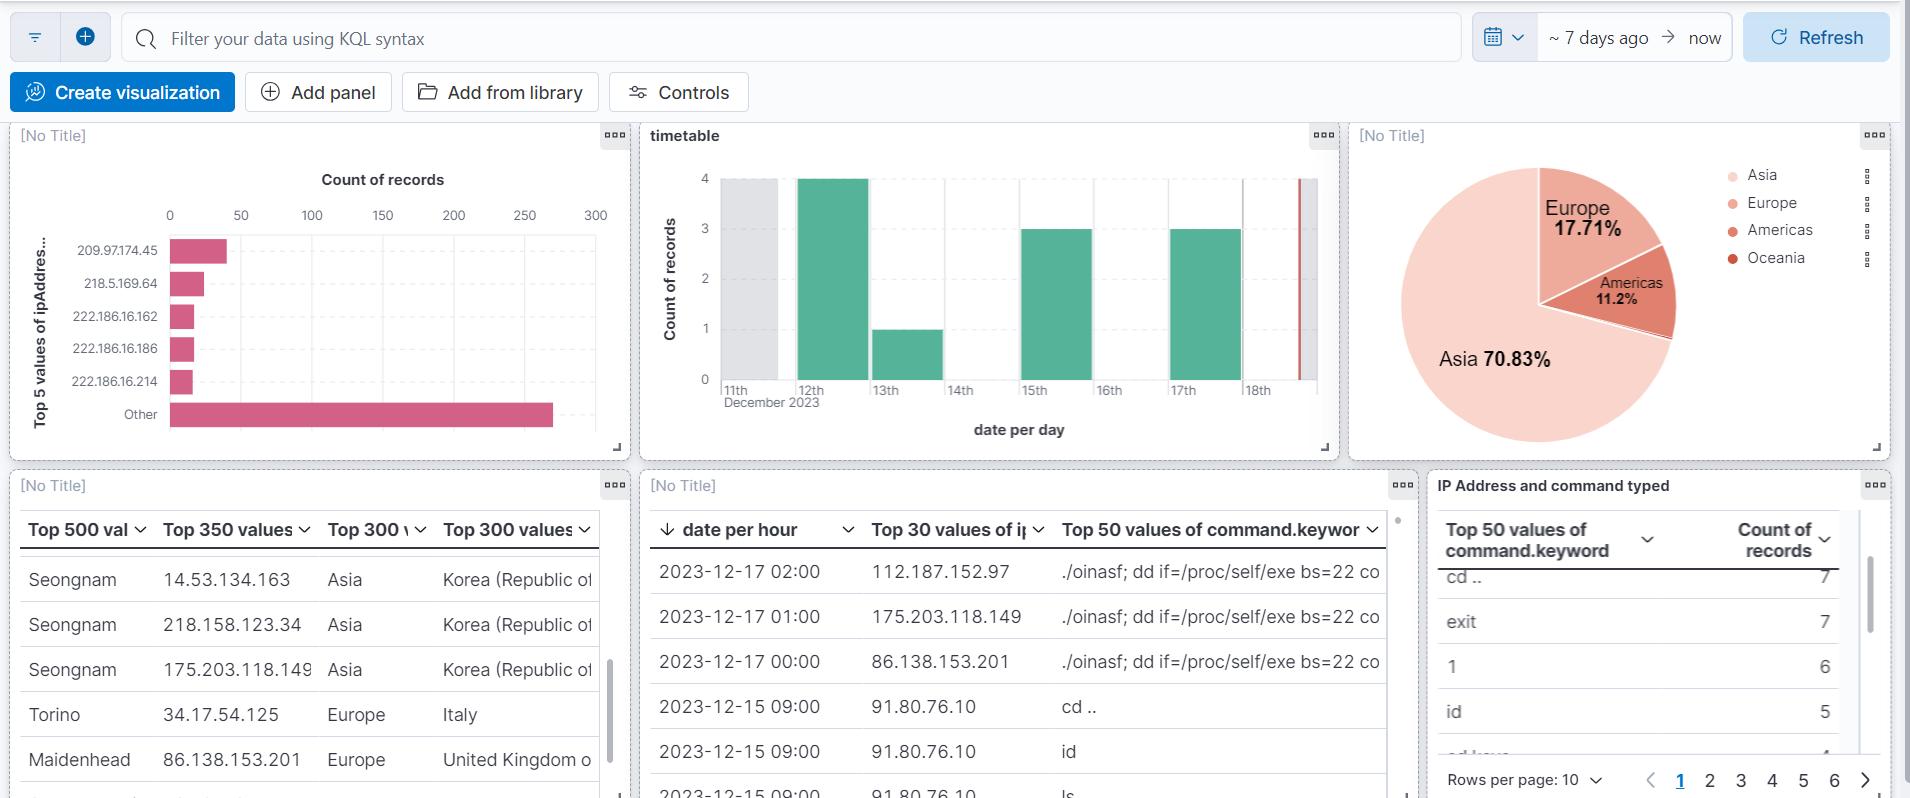 Filter your data using KQL syntax
~ 7 days ago → now
Refresh
Create visualization
Add panel
Add from library
Controls
[No Title]
Count of records
0 50 100 150 200 250 300
Top 5 values of ipAddres...
209.97.174.45
218.5.169.64
222.186.16.162
222.186.16.186
222.186.16.214
Other
timetable
Count of records
4
3
2
1
0
11th 12th 13th 14th 15th 16th 17th 18th
December 2023
date per day
[No Title]
Europe
17.71%
Americas
11.2%
Asia 70.83%
Asia
Europe
Americas
Oceania
[No Title]
Top 500 val Top 350 values Top 300 Top 300 values
Seongnam 14.53.134.163 Asia Korea (Republic of
Seongnam 218.158.123.34 Asia Korea (Republic of
Seongnam 175.203.118.149 Asia Korea (Republic of
Torino 34.17.54.125 Europe Italy
Maidenhead 86.138.153.201 Europe United Kingdom o
[No Title]
date per hour Top 30 values of ip Top 50 values of command.keywor
2023-12-17 02:00 112.187.152.97 ./oinasf; dd if=/proc/self/exe bs=22 co
2023-12-17 01:00 175.203.118.149 ./oinasf; dd if=/proc/self/exe bs=22 co
2023-12-17 00:00 86.138.153.201 ./oinasf; dd if=/proc/self/exe bs=22 co
2023-12-15 09:00 91.80.76.10 cd ..
2023-12-15 09:00 91.80.76.10 id
2023-12-15 09:00 91.80.76.10 ls
IP Address and command typed
Top 50 values of
command.keyword
Count of
records
cd .. 7
exit 7
1 6
id 5
Rows per page: 10
1 2 3 4 5 6